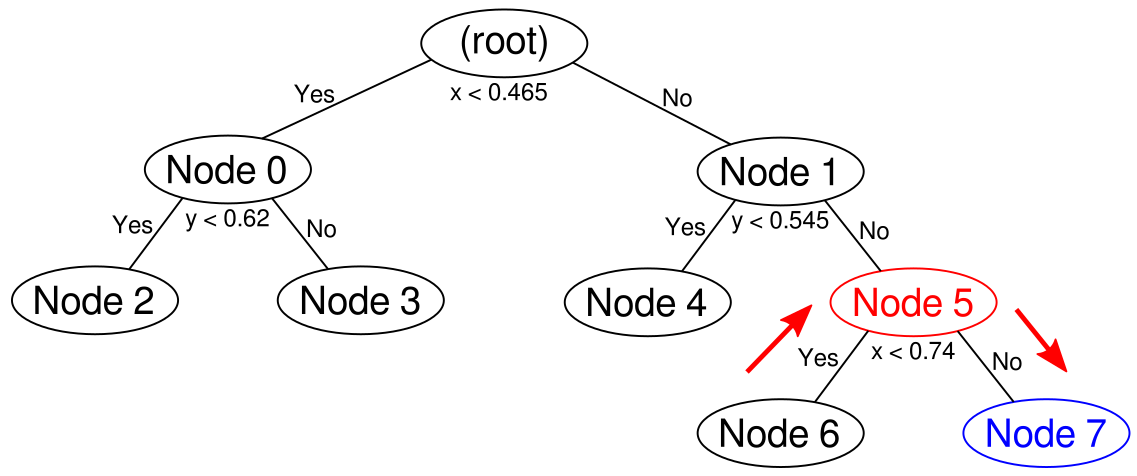 (root)
x < 0.465
Yes
No
Node 0
Node 1
y < 0.62
y < 0.545
Yes
No
Yes
No
Node 2
Node 3
Node 4
Node 5
x < 0.74
Yes
No
Node 6
Node 7